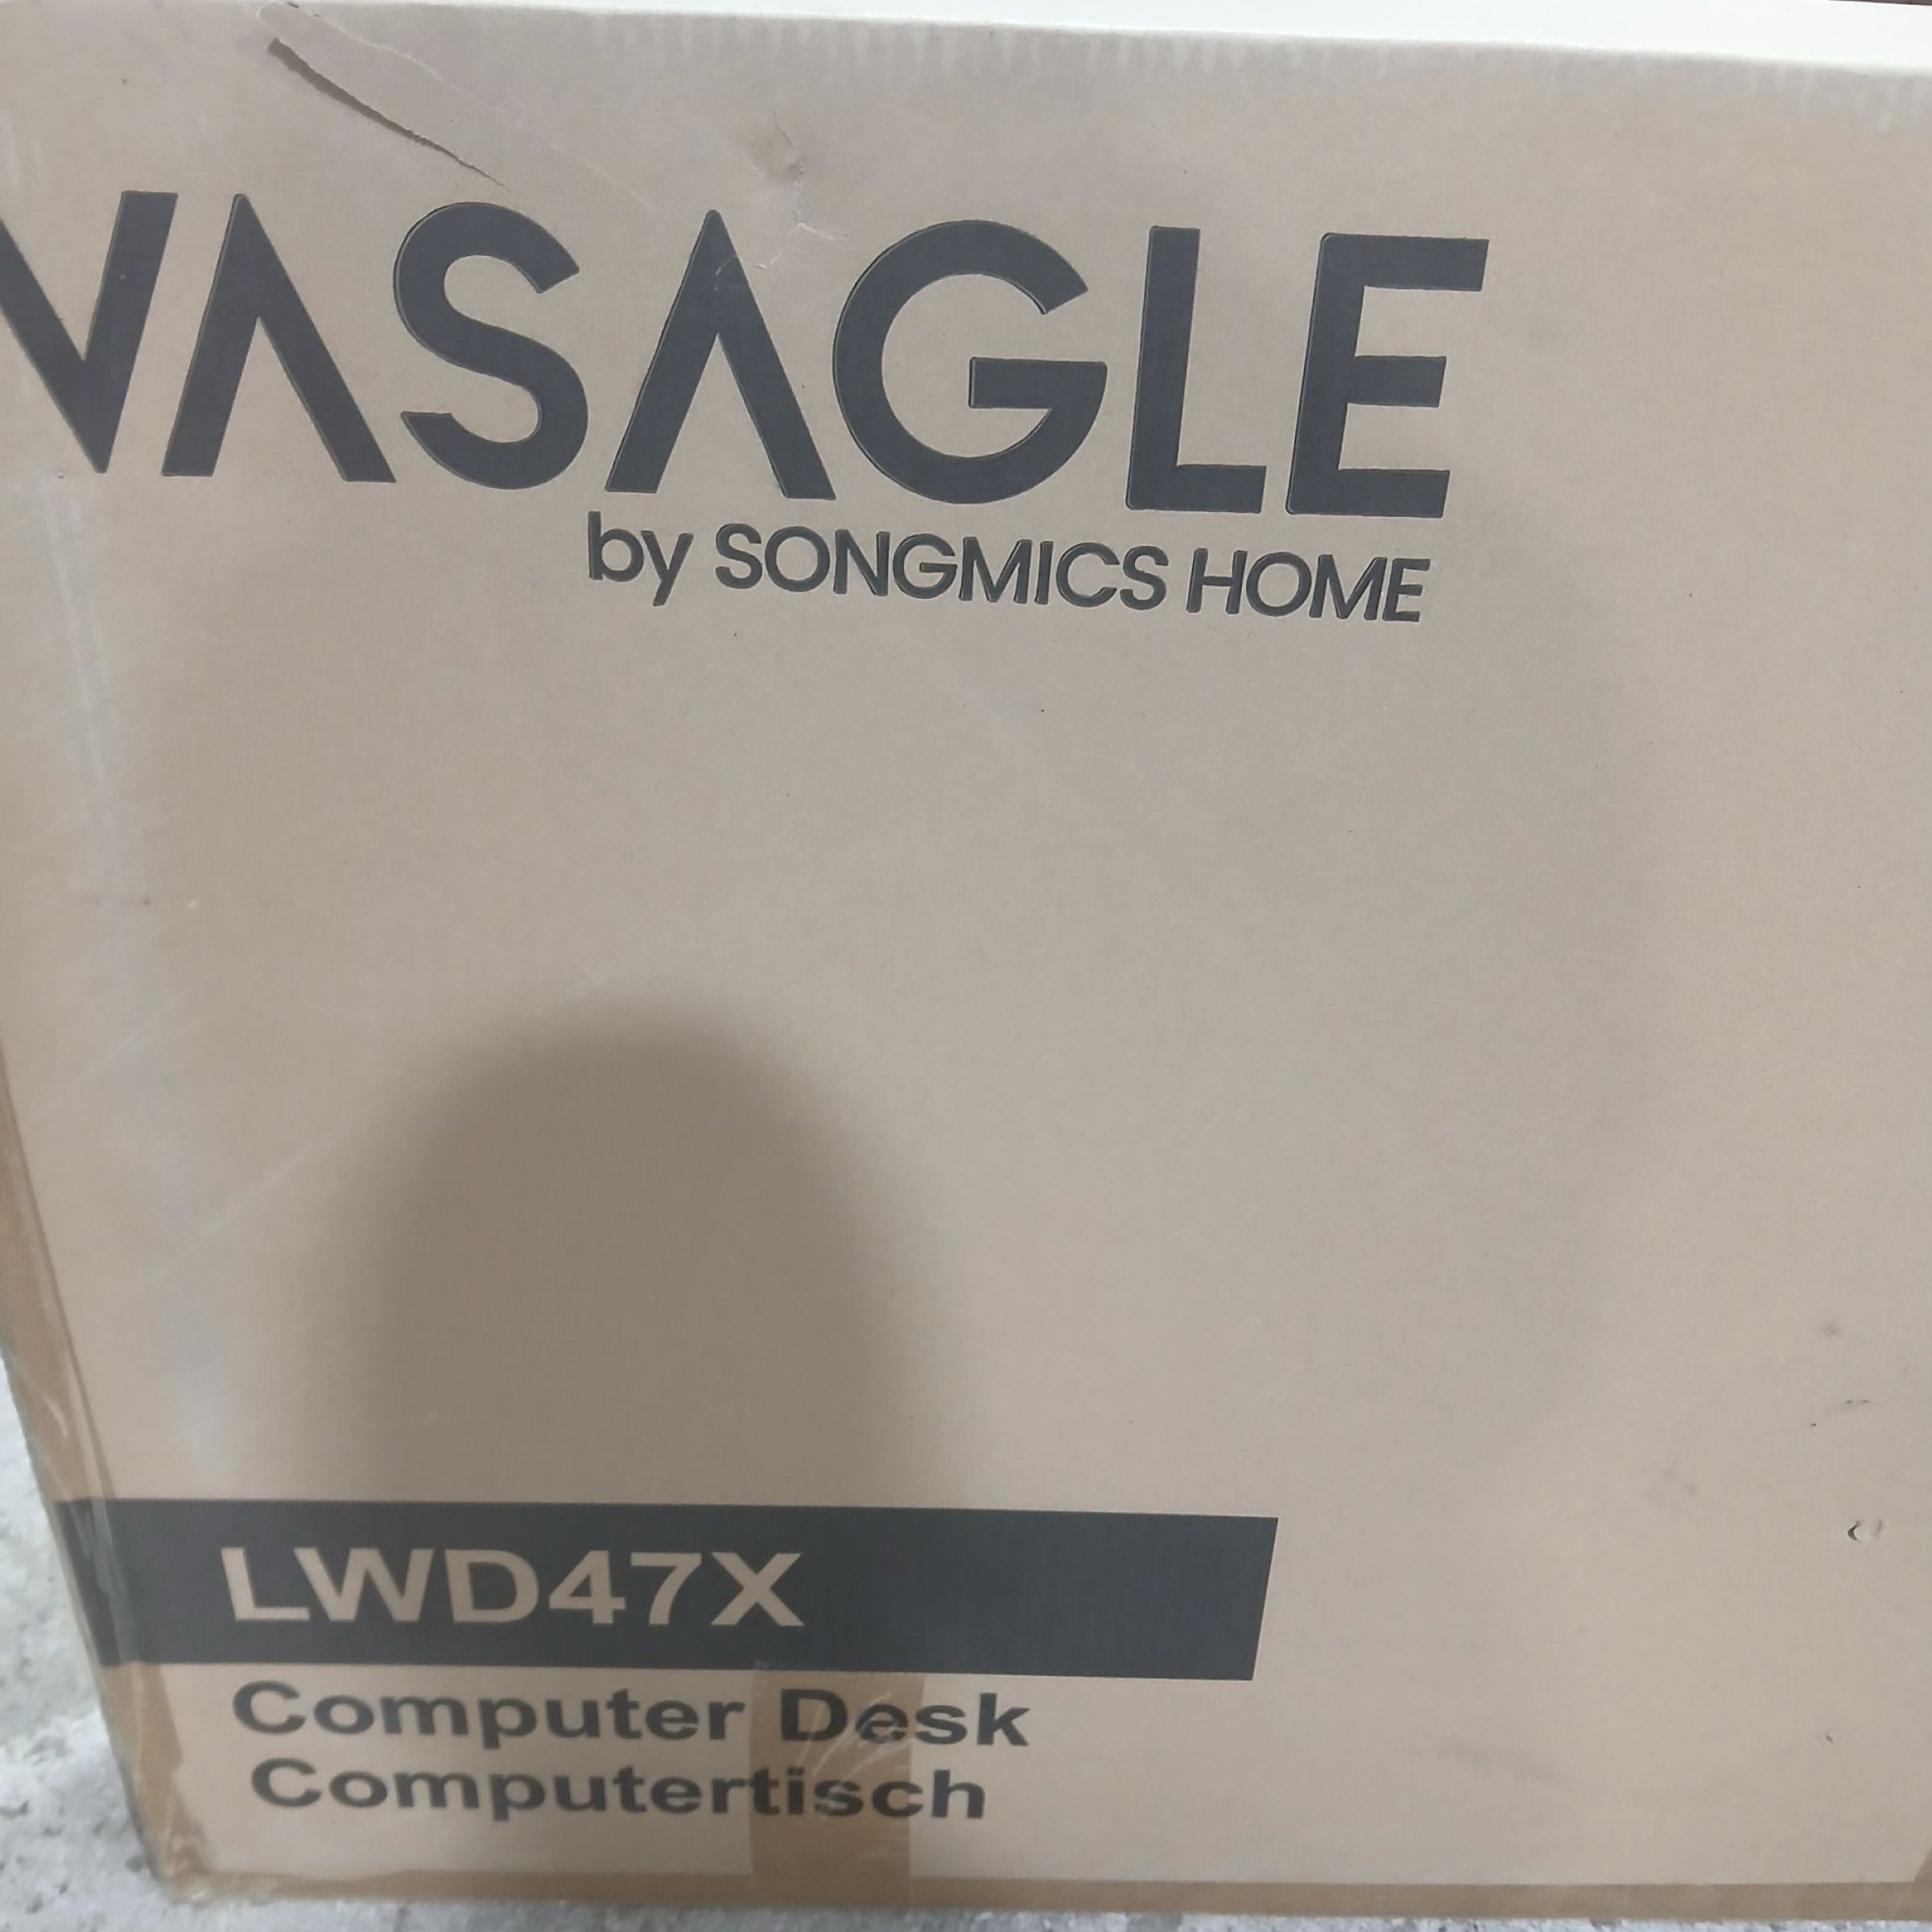 VASAGLE
by SONGMICS HOME
LWD47X
Computer Desk
Computertisch